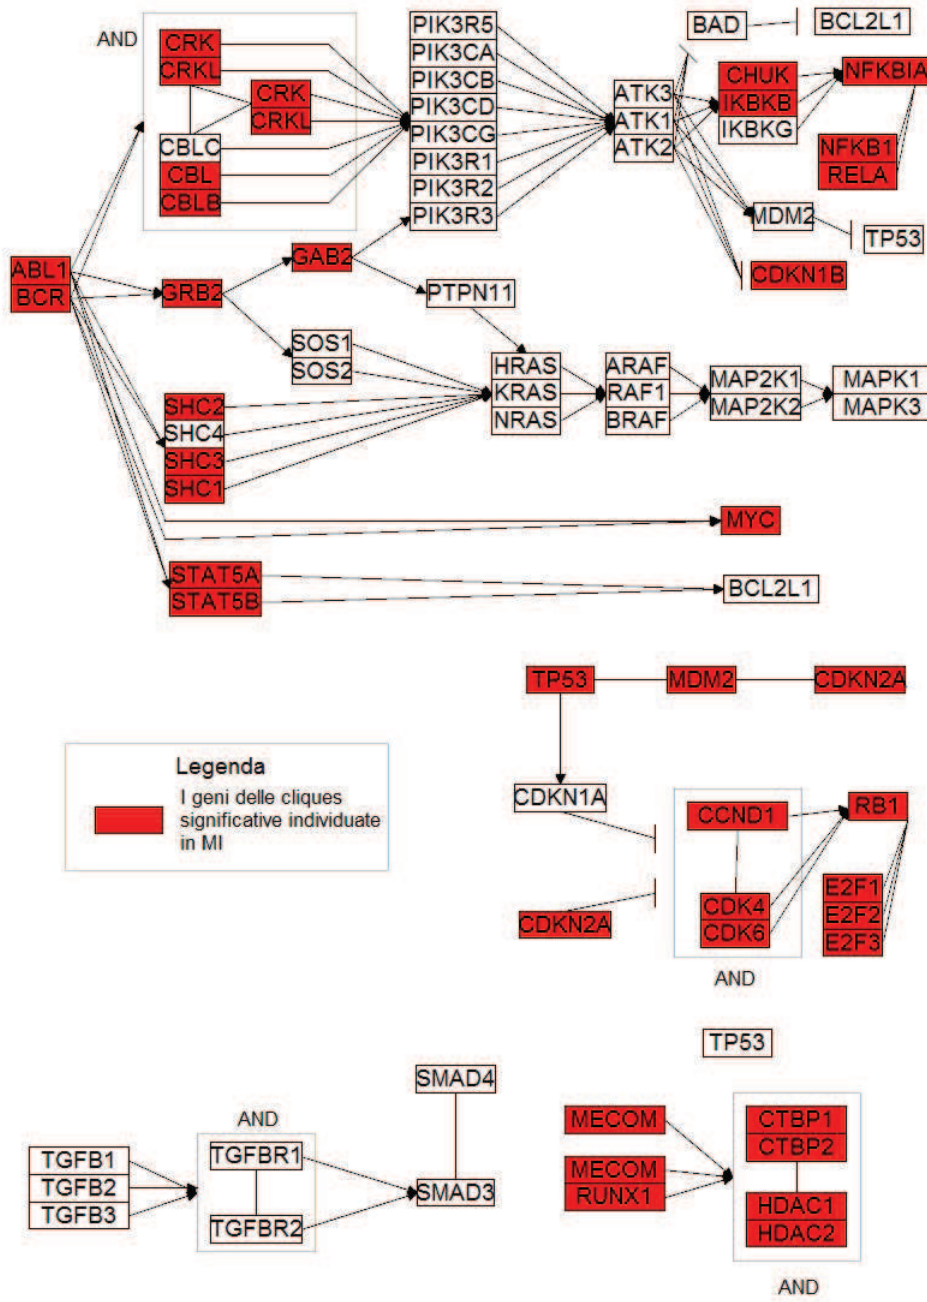 AND
CRK
CRKL
CRK
CRKL
CBLC
CBL
CBLB
PIK3R5
PIK3CA
PIK3CB
PIK3CD
PIK3CG
PIK3R1
PIK3R2
PIK3R3
ATK3
ATK1
ATK2
BAD
BCL2L1
CHUK
IKBKB
IKBKG
NFKBIA
NFKB1
RELA
MDM2
TP53
CDKN1B
ABL1
BCR
GRB2
GAB2
PTPN11
SOS1
SOS2
HRAS
KRAS
NRAS
ARAF
RAF1
BRAF
MAP2K1
MAP2K2
MAPK1
MAPK3
SHC2
SHC4
SHC3
SHC1
MYC
STAT5A
STAT5B
BCL2L1
TP53
MDM2
CDKN2A
Legenda
I geni delle cliques
significative individuate
in MI
CDKN1A
CCND1
RB1
CDKN2A
CDK4
CDK6
E2F1
E2F2
E2F3
AND
TP53
SMAD4
AND
TGFB1
TGFB2
TGFB3
TGFBR1
TGFBR2
SMAD3
MECOM
MECOM
RUNX1
CTBP1
CTBP2
HDAC1
HDAC2
AND